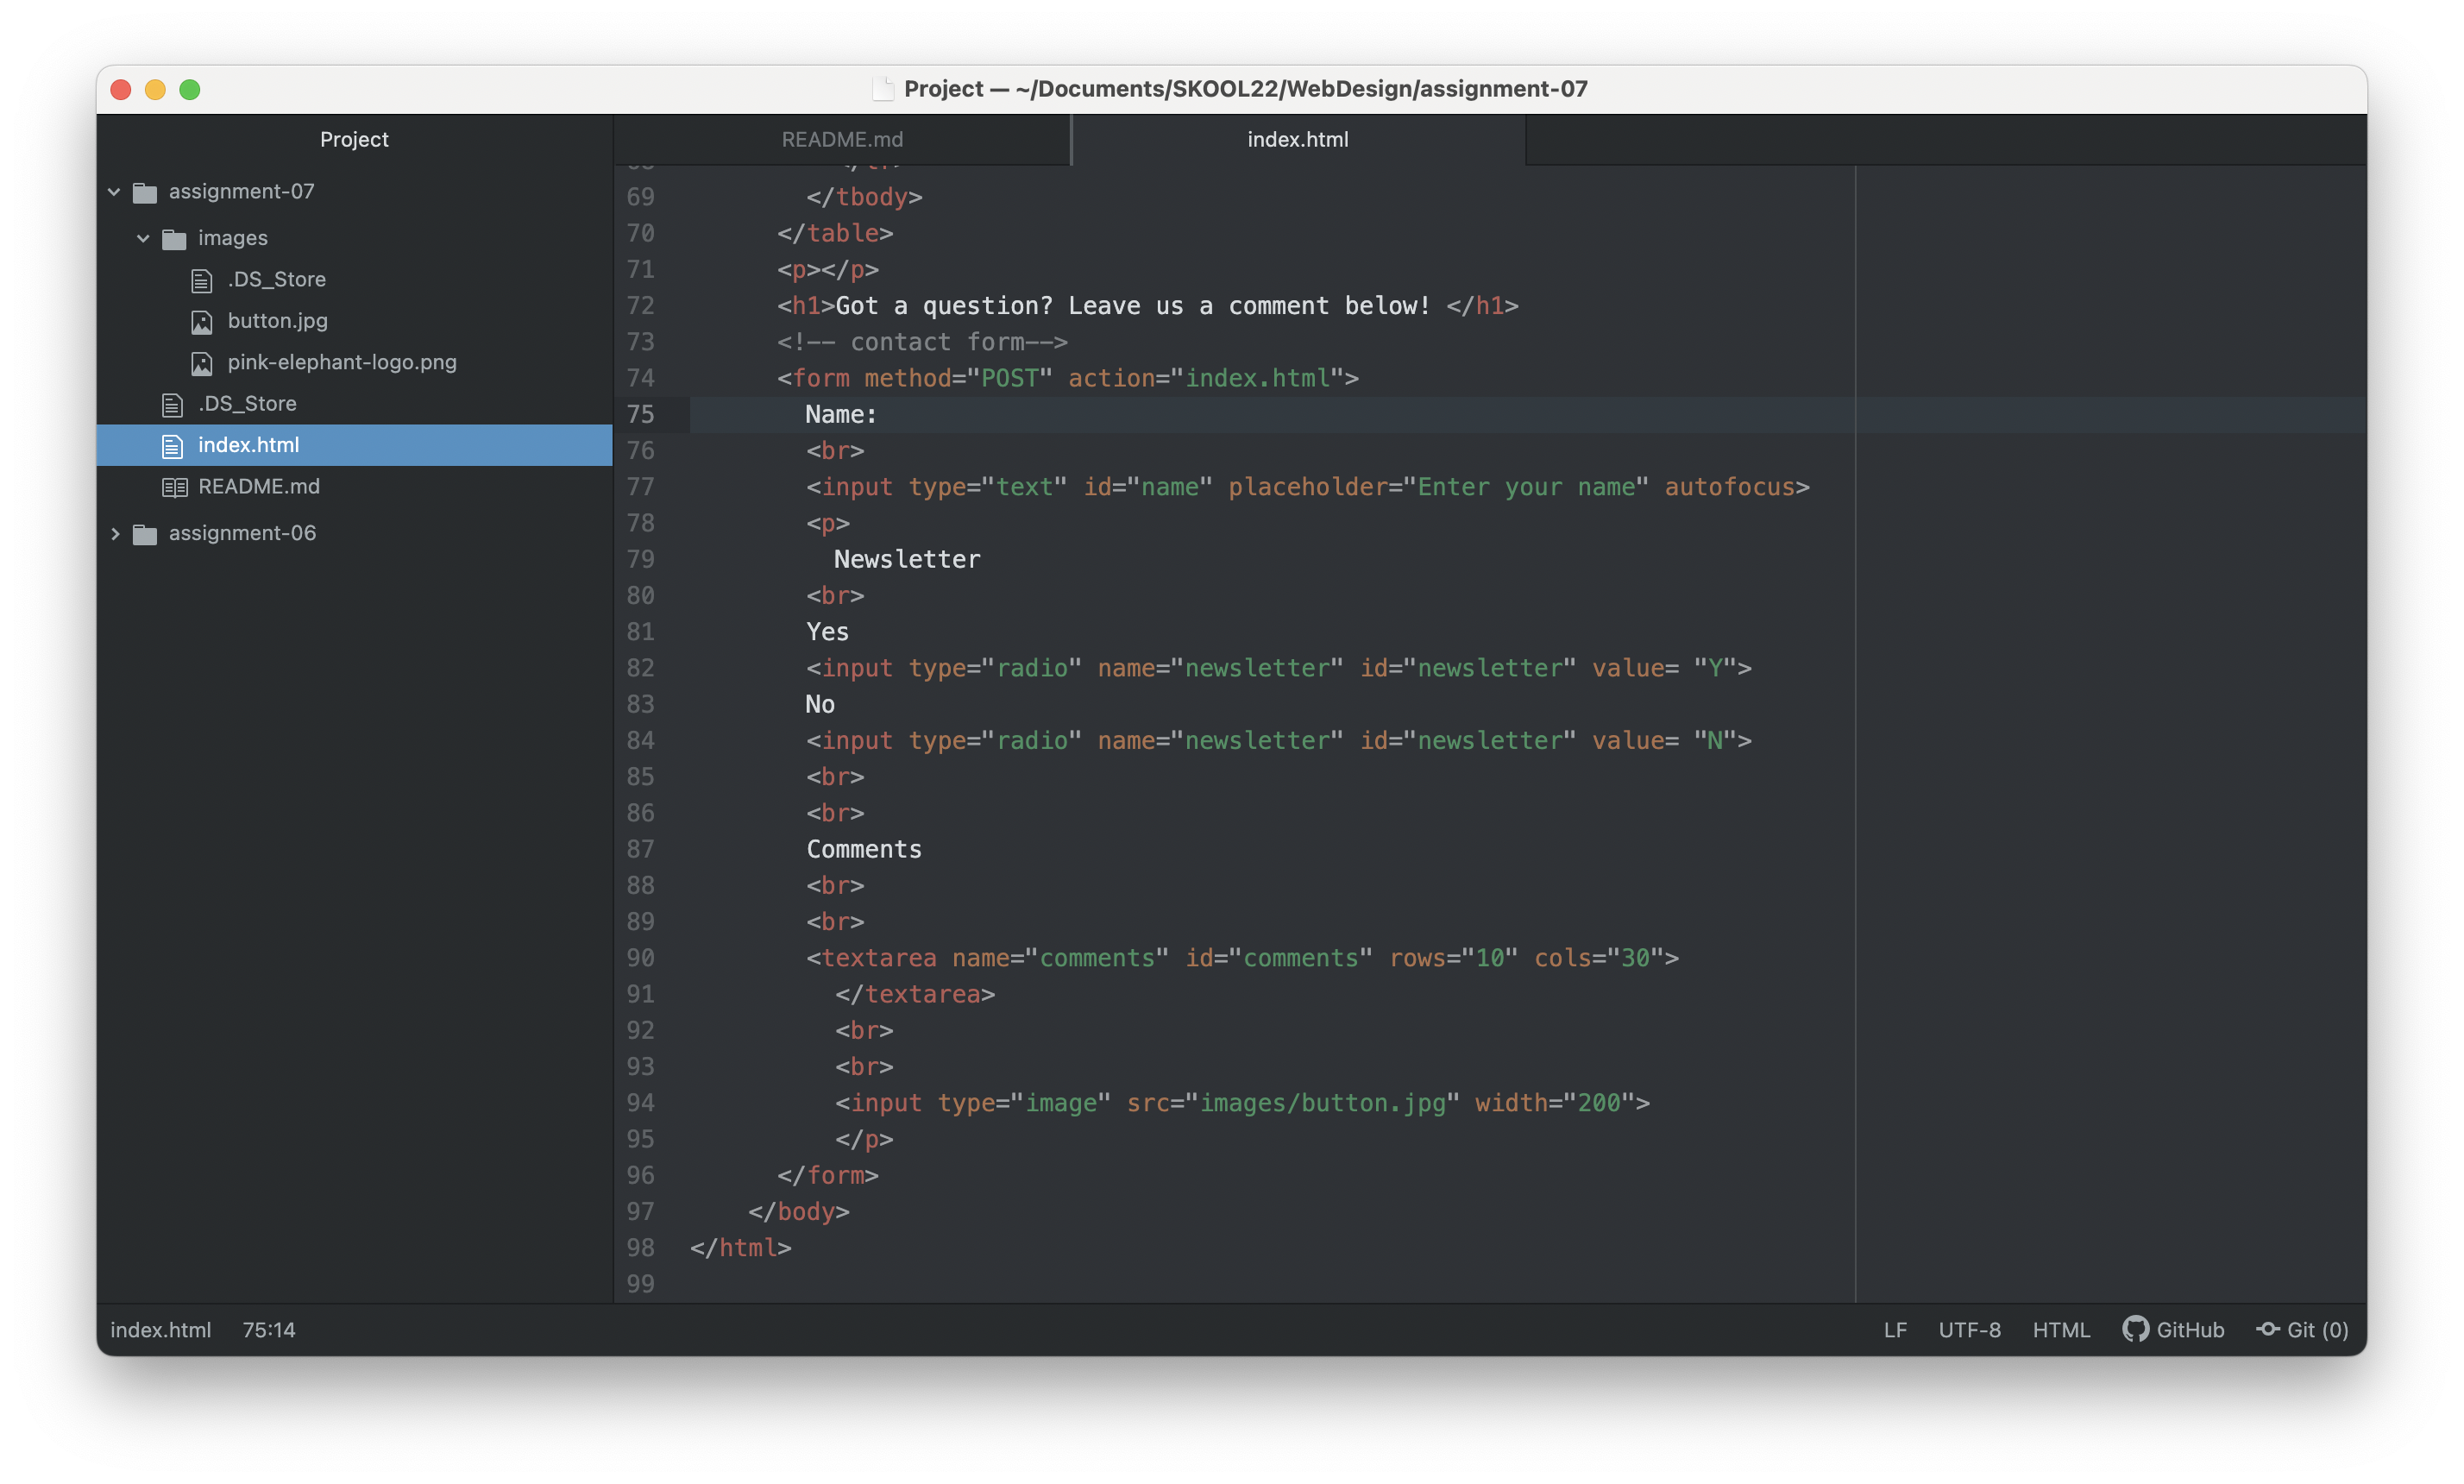 Project — ~/Documents/SKOOL22/WebDesign/assignment-07
Project
README.md
index.html
assignment-07
images
.DS_Store
button.jpg
pink-elephant-logo.png
.DS_Store
index.html
README.md
assignment-06
69 </tbody>
70 </table>
71 <p></p>
72 <h1>Got a question? Leave us a comment below! </h1>
73 <!-- contact form-->
74 <form method="POST" action="index.html">
75 Name:
76 <br>
77 <input type="text" id="name" placeholder="Enter your name" autofocus>
78 <p>
79 Newsletter
80 <br>
81 Yes
82 <input type="radio" name="newsletter" id="newsletter" value= "Y">
83 No
84 <input type="radio" name="newsletter" id="newsletter" value= "N">
85 <br>
86 <br>
87 Comments
88 <br>
89 <br>
90 <textarea name="comments" id="comments" rows="10" cols="30">
91 </textarea>
92 <br>
93 <br>
94 <input type="image" src="images/button.jpg" width="200">
95 </p>
96 </form>
97 </body>
98 </html>
99
index.html 75:14
LF UTF-8 HTML GitHub Git (0)